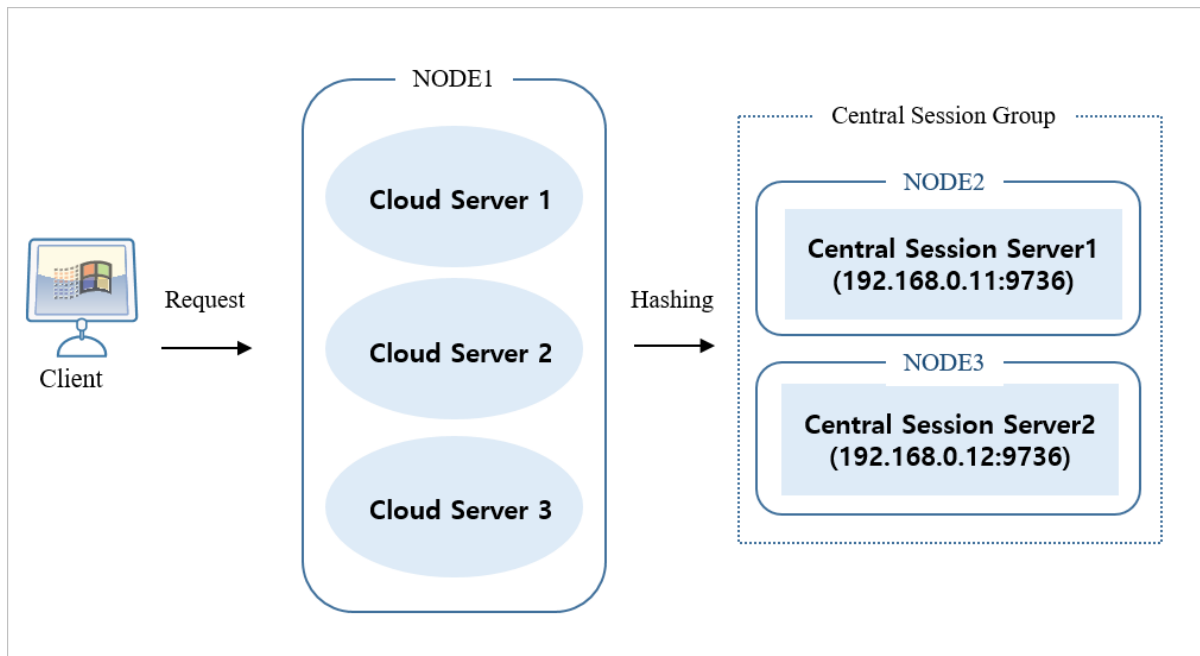 NODE1
Cloud Server 1
Cloud Server 2
Cloud Server 3
Request
Client
Hashing
Central Session Group
NODE2
Central Session Server1
(192.168.0.11:9736)
NODE3
Central Session Server2
(192.168.0.12:9736)